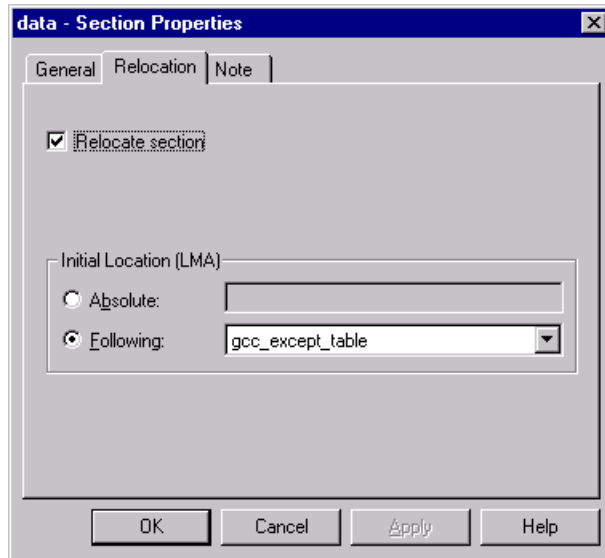 data - Section Properties
General Relocation Note
Relocate section
Initial Location (LMA)
Absolute:
Following: gcc_except_table
OK Cancel Apply Help